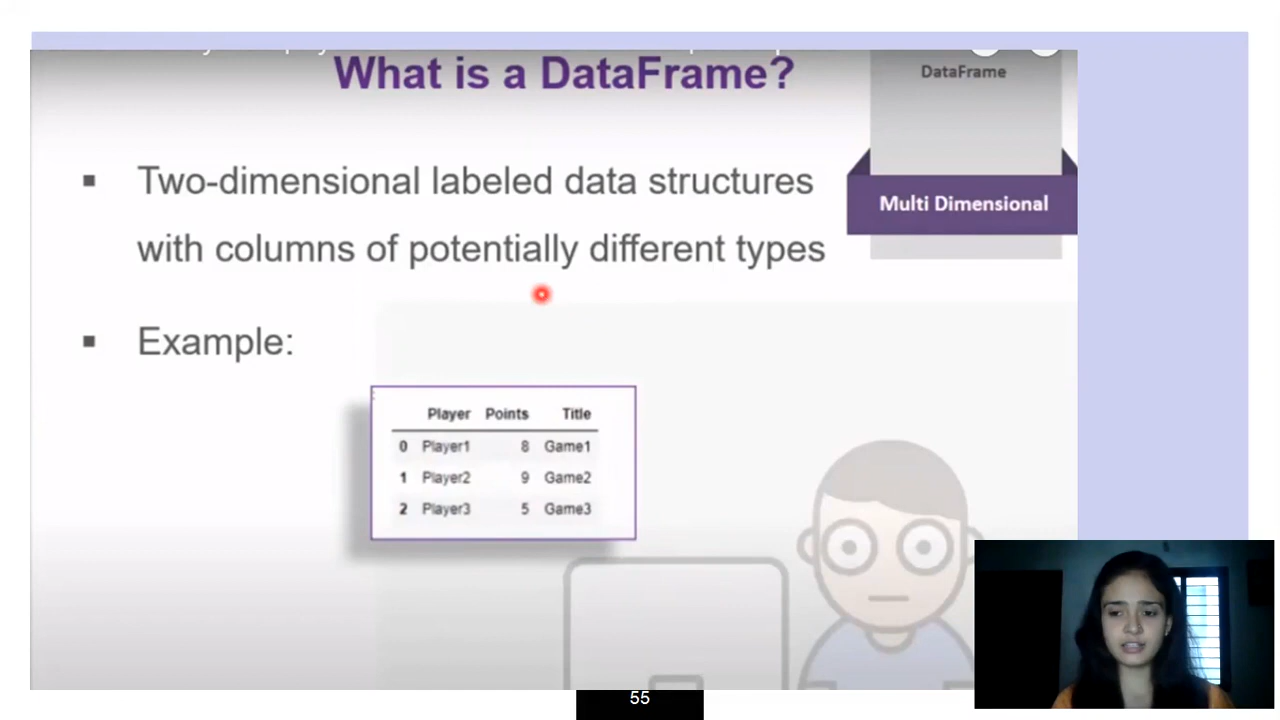 What is a DataFrame?
DataFrame
Multi Dimensional
▪ Two-dimensional labeled data structures
with columns of potentially different types
▪ Example:
Player Points Title
0 Player1 8 Game1
1 Player2 9 Game2
2 Player3 5 Game3
55